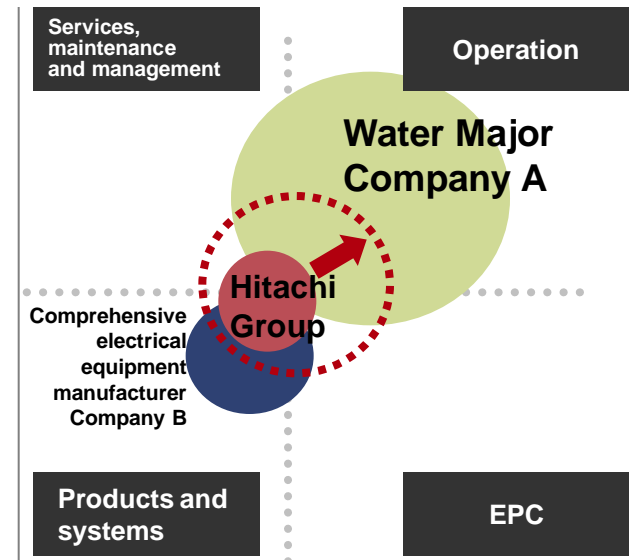 Services,
maintenance
and management
Operation
Water Major
Company A
Hitachi
Group
Comprehensive
electrical
equipment
manufacturer
Company B
Products and
systems
EPC